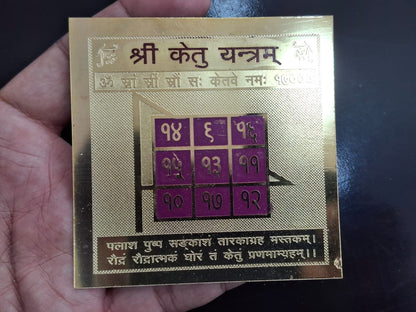 श्री केतु यन्त्रम्
ॐ स्रां स्रीं स्रौं सः केतवे नमः
१४ ६ १६
१५ १३ ११
१० १७ १२
पलाश पुष्प सङ्काशं तारकाग्रह मस्तकम्।
रौद्रं रौद्रात्मकं घोरं तं केतुं प्रणमाम्यहम्।।